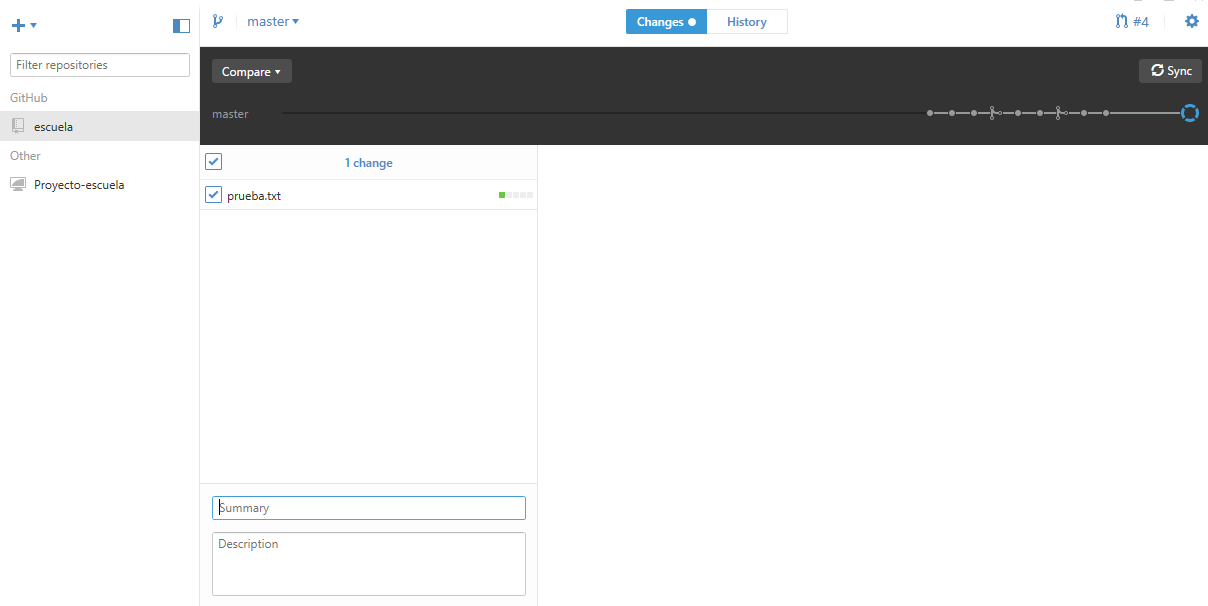 master
Changes
History
#4
Filter repositories
GitHub
escuela
Other
Proyecto-escuela
Compare
Sync
master
1 change
prueba.txt
Summary
Description